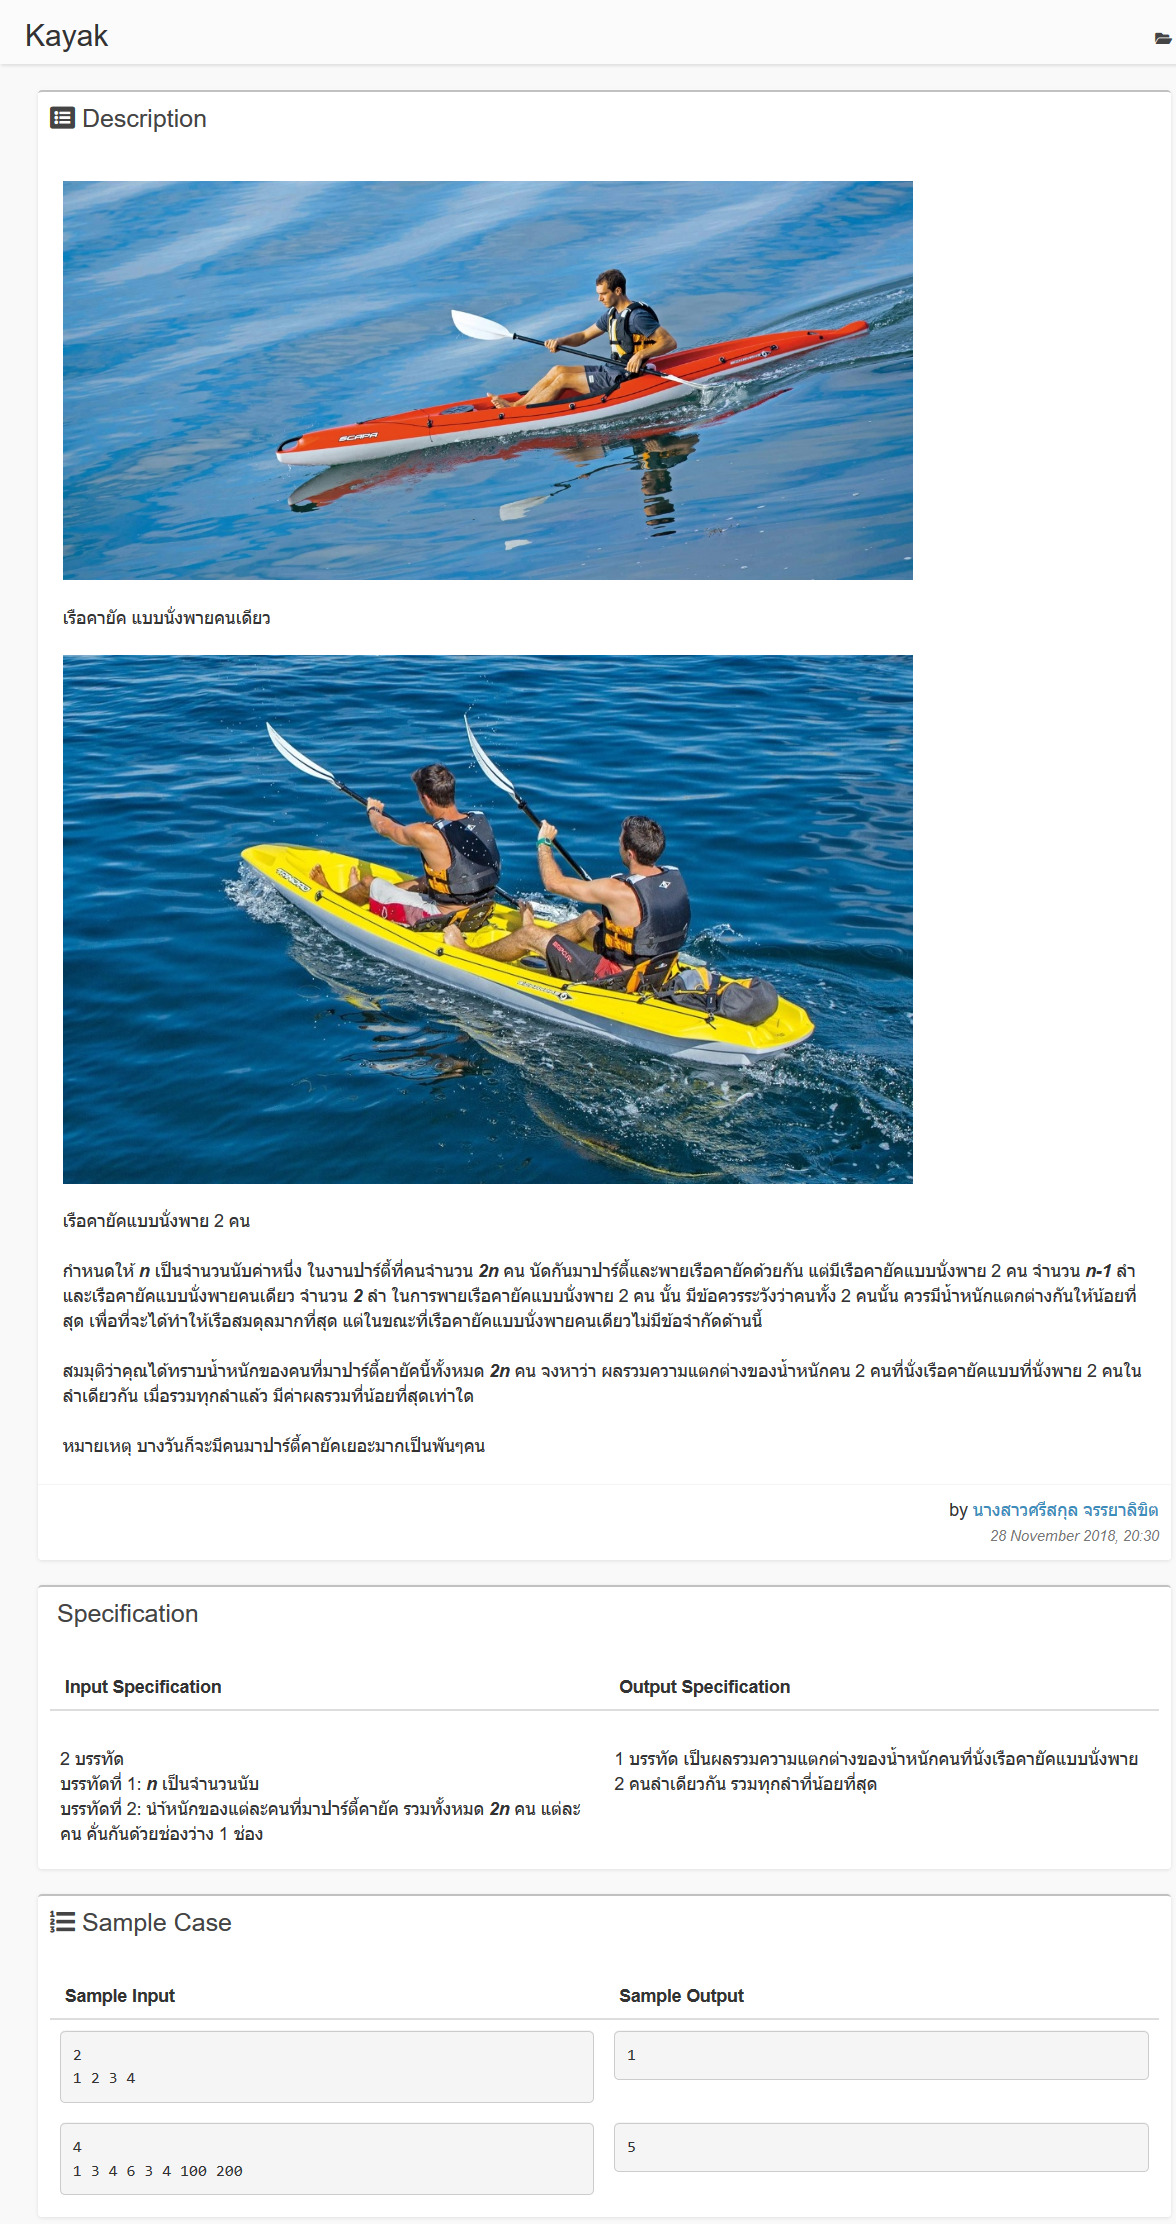 Kayak
Description
SCAPA
เรือคายัค แบบนั่งพายคนเดียว
เรือคายัคแบบนั่งพาย 2 คน
กำหนดให้ n เป็นจำนวนนับค่าหนึ่ง ในงานปาร์ตี้ที่คนจำนวน 2n คน นัดกันมาปาร์ตี้และพายเรือคายัคด้วยกัน แต่มีเรือคายัคแบบนั่งพาย 2 คน จำนวน n-1 ลำ
และเรือคายัคแบบนั่งพายคนเดียว จำนวน 2 ลำ ในการพายเรือคายัคแบบนั่งพาย 2 คน นั้น มีข้อควรระวังว่าคนทั้ง 2 คนนั้น ควรมีน้ำหนักแตกต่างกันให้น้อยที่
สุด เพื่อที่จะได้ทำให้เรือสมดุลมากที่สุด แต่ในขณะที่เรือคายัคแบบนั่งพายคนเดียวไม่มีข้อจำกัดด้านนี้
สมมุติว่าคุณได้ทราบน้ำหนักของคนที่มาปาร์ตี้คายัคนี้ทั้งหมด 2n คน จงหาว่า ผลรวมความแตกต่างของน้ำหนักคน 2 คนที่นั่งเรือคายัคแบบที่นั่งพาย 2 คนใน
ลำเดียวกัน เมื่อรวมทุกลำแล้ว มีค่าผลรวมที่น้อยที่สุดเท่าใด
หมายเหตุ บางวันก็จะมีคนมาปาร์ตี้คายัคเยอะมากเป็นพันๆคน
by นางสาวศรีสกุล จรรยาลิขิต
28 November 2018, 20:30
Specification
Input Specification
Output Specification
2 บรรทัด
บรรทัดที่ 1: n เป็นจำนวนนับ
บรรทัดที่ 2: นำ้หนักของแต่ละคนที่มาปาร์ตี้คายัค รวมทั้งหมด 2n คน แต่ละ
คน คั่นกันด้วยช่องว่าง 1 ช่อง
1 บรรทัด เป็นผลรวมความแตกต่างของน้ำหนักคนที่นั่งเรือคายัคแบบนั่งพาย
2 คนลำเดียวกัน รวมทุกลำที่น้อยที่สุด
Sample Case
Sample Input
Sample Output
2
1 2 3 4
1
4
1 3 4 6 3 4 100 200
5